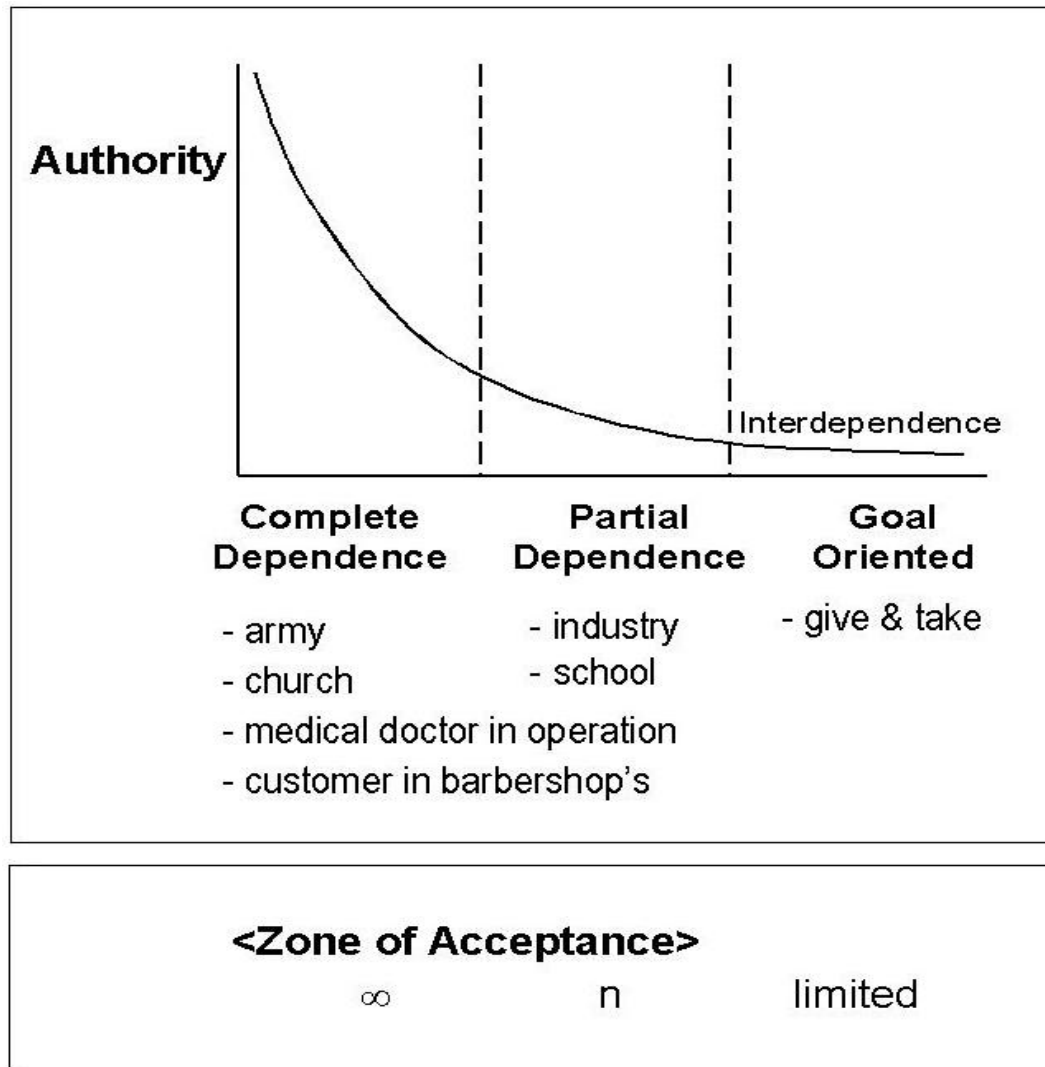 Authority
Interdependence
Complete Dependence
Partial Dependence
Goal Oriented
- army
- church
- medical doctor in operation
- customer in barbershop's
- industry
- school
- give & take
<Zone of Acceptance>
∞ n limited